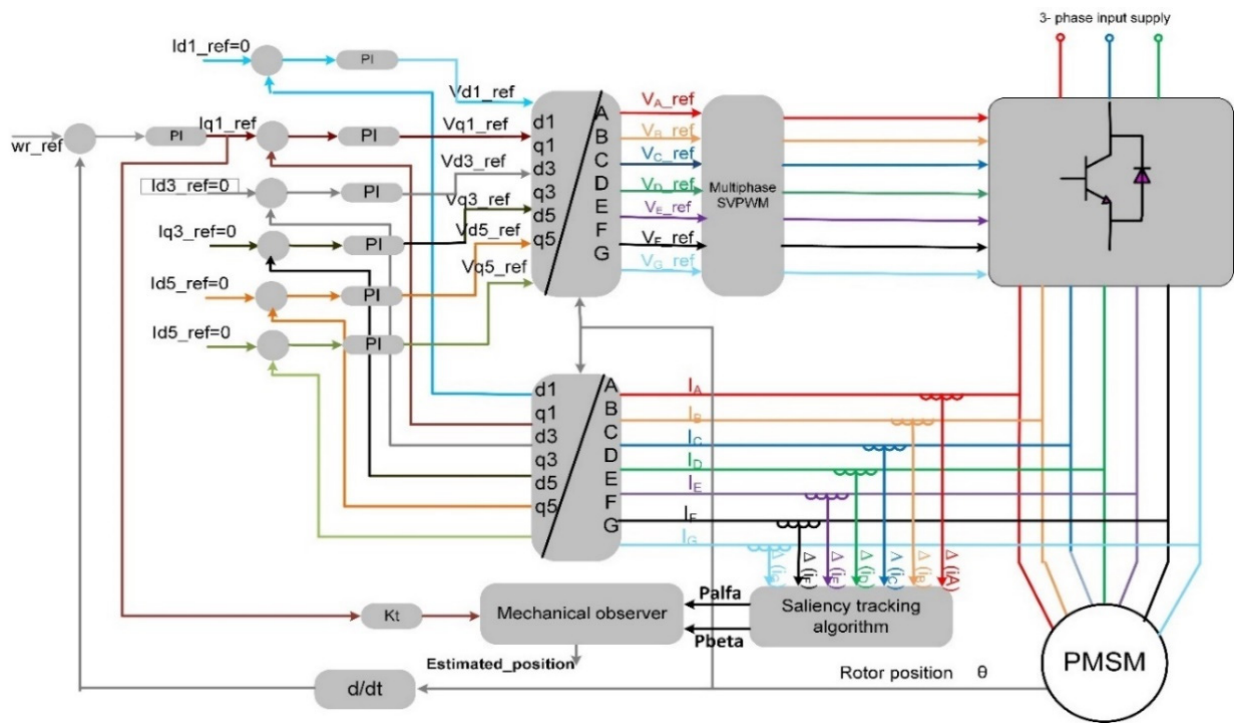 3- phase input supply
Id1_ref=0
PI
Vd1_ref
wr_ref
PI
Iq1_ref
PI
Vq1_ref
Id3_ref=0
PI
Vd3_ref
Iq3_ref=0
PI
Vq3_ref
Id5_ref=0
PI
Vd5_ref
Id5_ref=0
PI
Vq5_ref
d1
q1
d3
q3
d5
q5
A
B
C
D
E
F
G
VA_ref
VB_ref
VC_ref
VD_ref
VE_ref
VF_ref
VG_ref
Multiphase
SVPWM
d1
q1
d3
q3
d5
q5
A
B
C
D
E
F
G
IA
IB
IC
ID
IE
IF
IG
Δ (iG)
Δ (iF)
Δ (iE)
Δ (iD)
Δ (iC)
Δ (iB)
Δ (iA)
Kt
Mechanical observer
Palfa
Pbeta
Saliency tracking
algorithm
Estimated_position
d/dt
Rotor position θ
PMSM